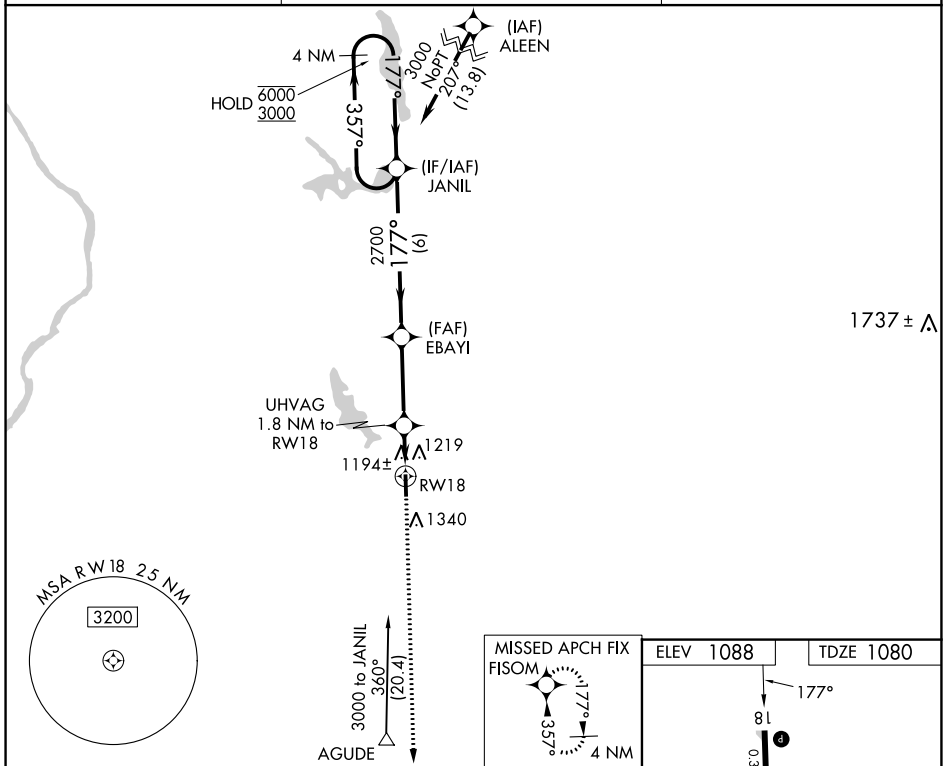 (IAF)
ALEEN
3000
NoPT
207°
(13.8)
4 NM
HOLD 6000
3000
177°
357°
(IF/IAF)
JANIL
2700
177°
(6)
(FAF)
EBAYI
1737 ±
UHVAG
1.8 NM to
RW18
1219
1194±
RW18
1340
MSA RW18 25 NM
3200
3000 to JANIL
360°
(20.4)
AGUDE
MISSED APCH FIX
FISOM
177°
357°
4 NM
ELEV 1088
TDZE 1080
177°
18
P